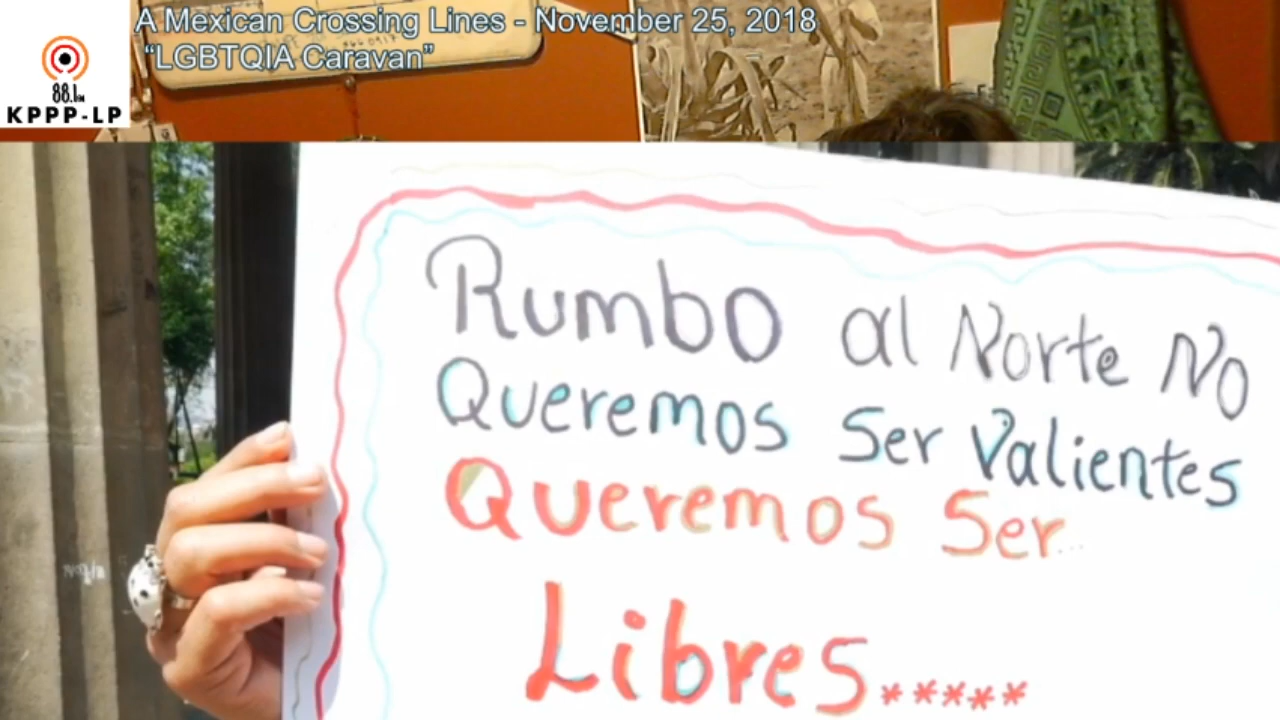 A Mexican Crossing Lines - November 25, 2018
"LGBTQIA Caravan"
88.1FM
KPPP-LP
Rumbo al Norte No
Queremos Ser Valientes
Queremos Ser...
Libres.*****